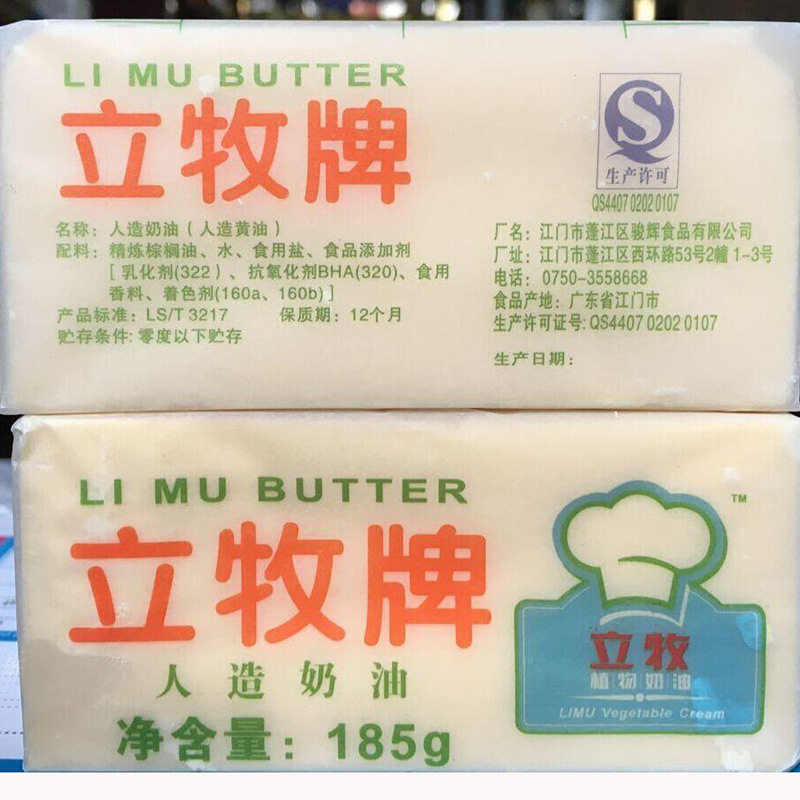 LI MU BUTTER
立牧牌
名称：人造奶油（人造黄油）
配料：精炼棕榈油、水、食用盐、食品添加剂
[ 乳化剂(322)、抗氧化剂BHA(320)、食用
香料、着色剂(160a、160b)]
产品标准：LS/T 3217 保质期：12个月
贮存条件: 零度以下贮存
S
生产许可
QS4407 0202 0107
厂名：江门市蓬江区骏辉食品有限公司
厂址：江门市蓬江区西环路53号2幢 1-3号
电话：0750-3558668
食品产地：广东省江门市
生产许可证号: QS4407 0202 0107
生产日期：
LI MU BUTTER
立牧牌
人造奶油
净含量：185g
TM
立牧
植物奶油
LIMU Vegetable Cream